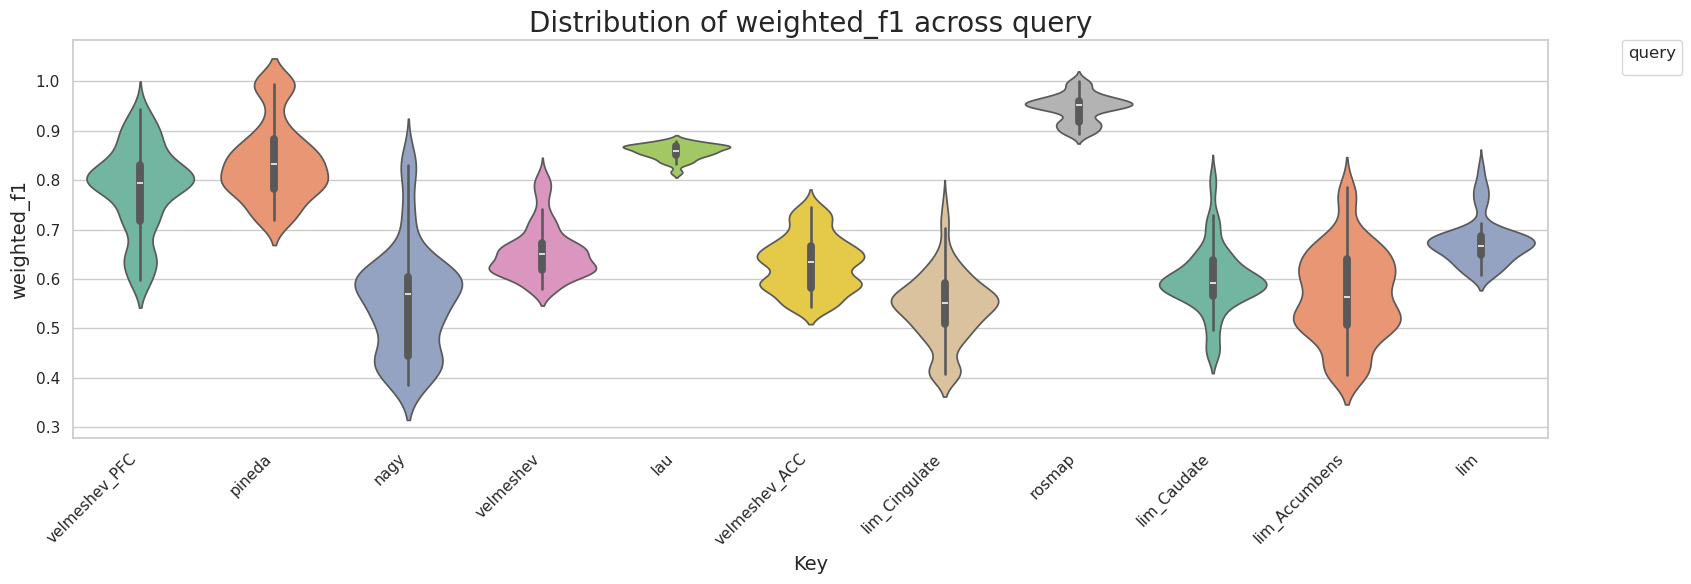 Distribution of weighted_f1 across query
query
weighted_f1
1.0
0.9
0.8
0.7
0.6
0.5
0.4
0.3
velmeshev_PFC
pineda
nagy
velmeshev
lau
velmeshev_ACC
lim_Cingulate
rosmap
lim_Caudate
lim_Accumbens
lim
Key